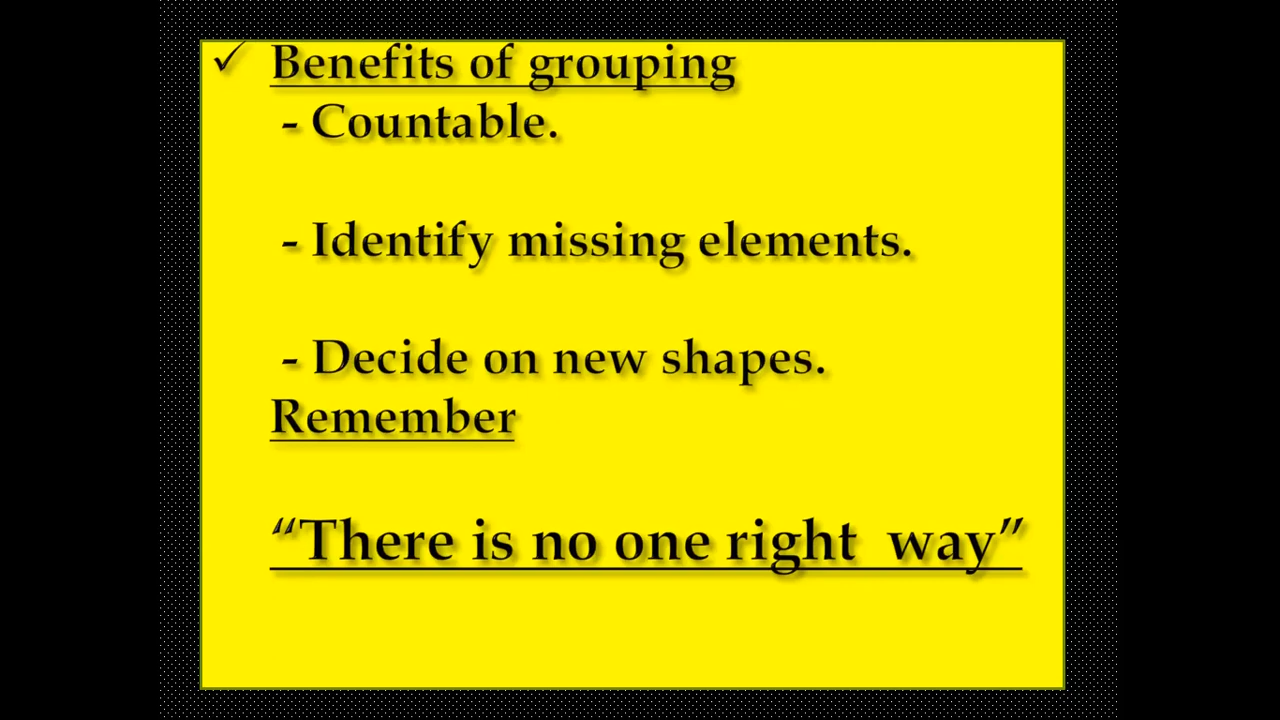 ✓ Benefits of grouping
- Countable.
- Identify missing elements.
- Decide on new shapes.
Remember
“There is no one right way”